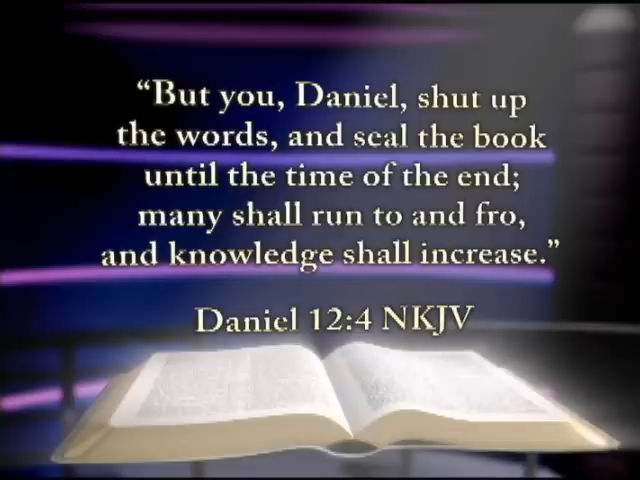 “But you, Daniel, shut up
the words, and seal the book
until the time of the end;
many shall run to and fro,
and knowledge shall increase.”
Daniel 12:4 NKJV